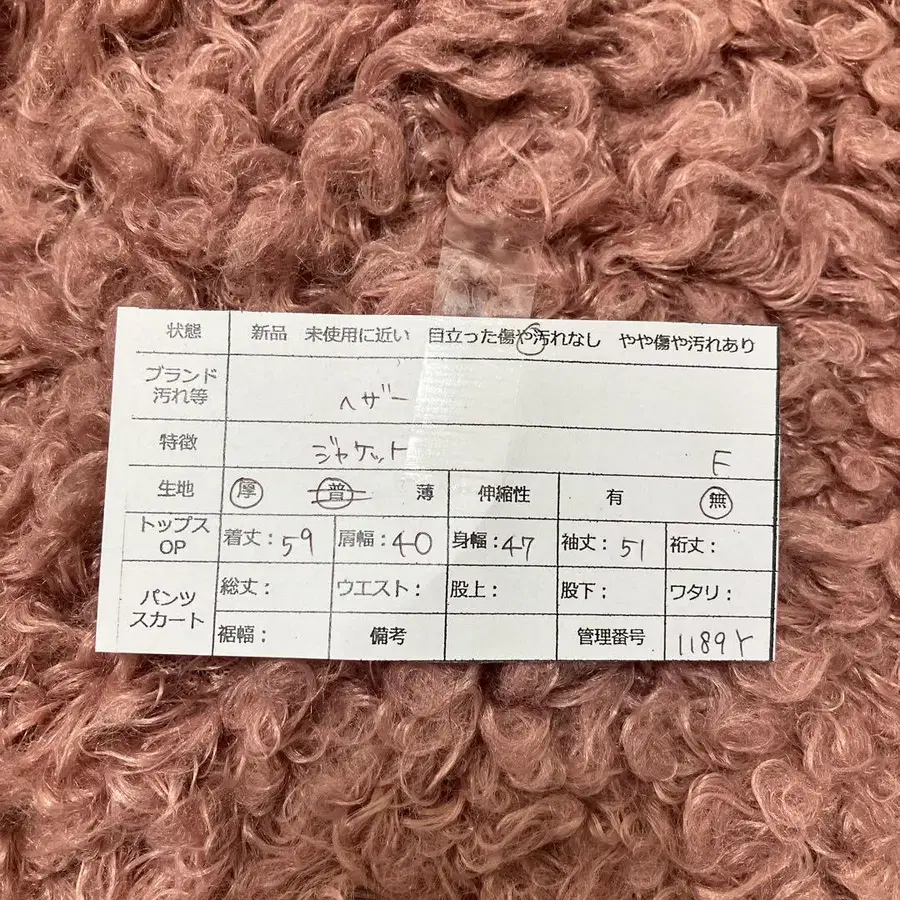 状態 新品 未使用に近い 目立った傷や汚れなし やや傷や汚れあり
ブランド
汚れ等 ヘザー
特徴 ジャケット F
生地 厚 普 薄 伸縮性 有 無
トップス
OP 着丈：59 肩幅：40 身幅：47 袖丈：51 裄丈：
パンツ
スカート
総丈： ウエスト： 股上： 股下： ワタリ：
裾幅： 備考 管理番号 1189Y